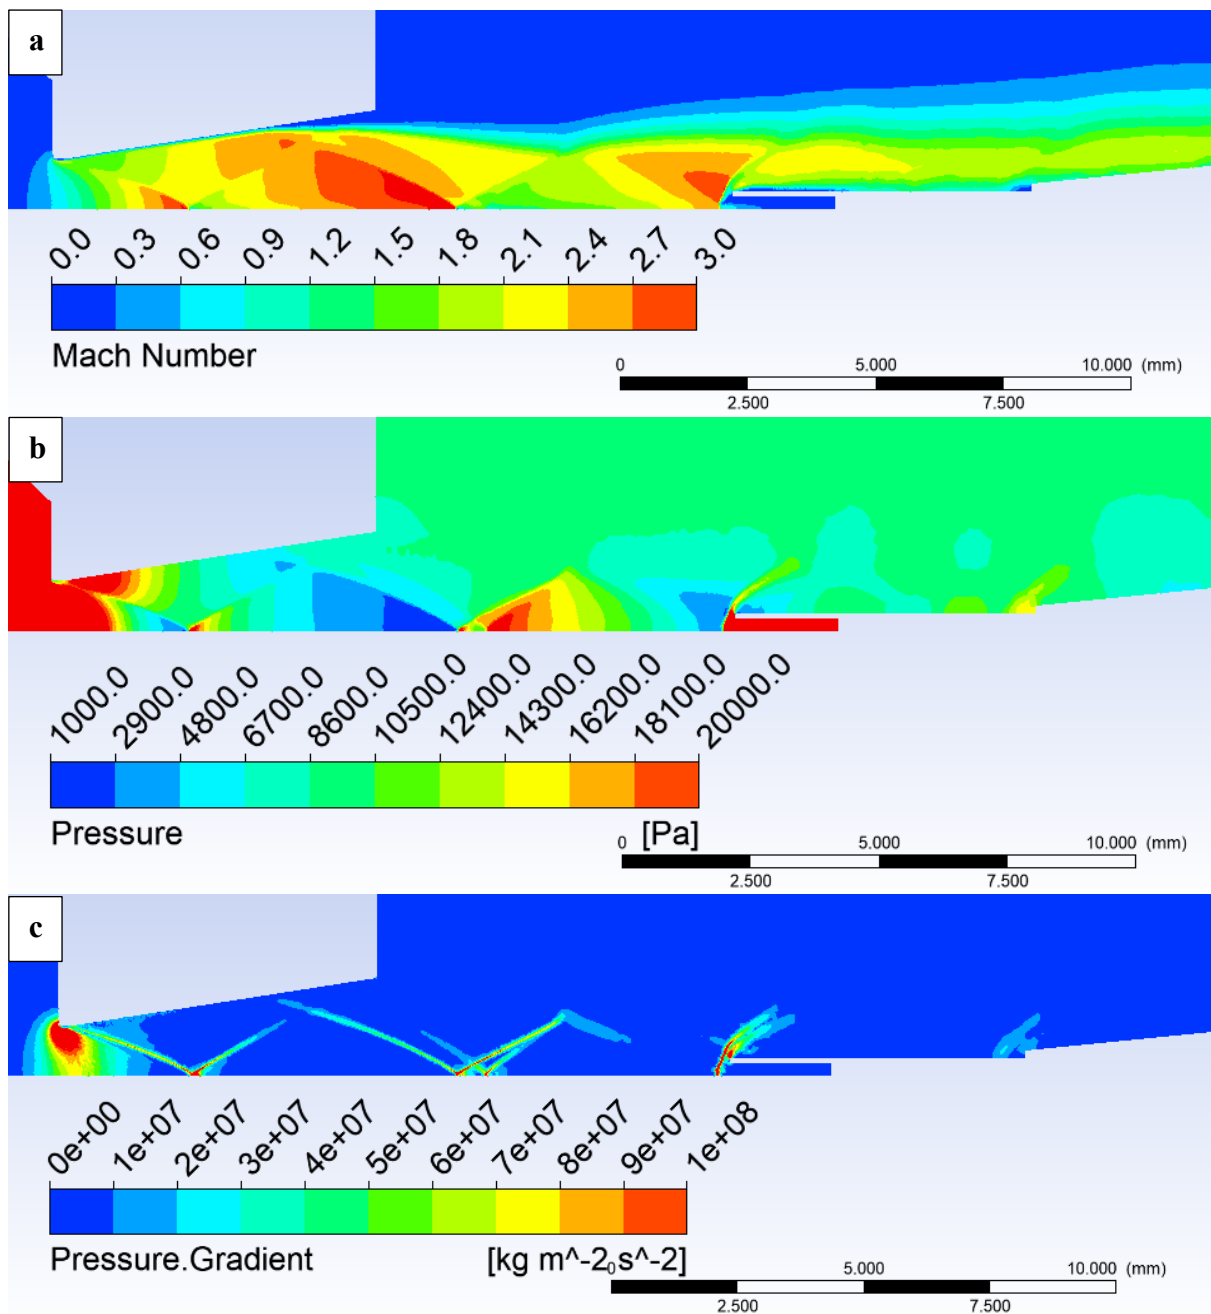 a
0.0 0.3 0.6 0.9 1.2 1.5 1.8 2.1 2.4 2.7 3.0
Mach Number
0 5.000 10.000 (mm)
2.500 7.500
b
1000.0 2900.0 4800.0 6700.0 8600.0 10500.0 12400.0 14300.0 16200.0 18100.0 20000.0
Pressure [Pa]
0 5.000 10.000 (mm)
2.500 7.500
c
0e+00 1e+07 2e+07 3e+07 4e+07 5e+07 6e+07 7e+07 8e+07 9e+07 1e+08
Pressure.Gradient [kg m^-2 s^-2]
0 5.000 10.000 (mm)
2.500 7.500